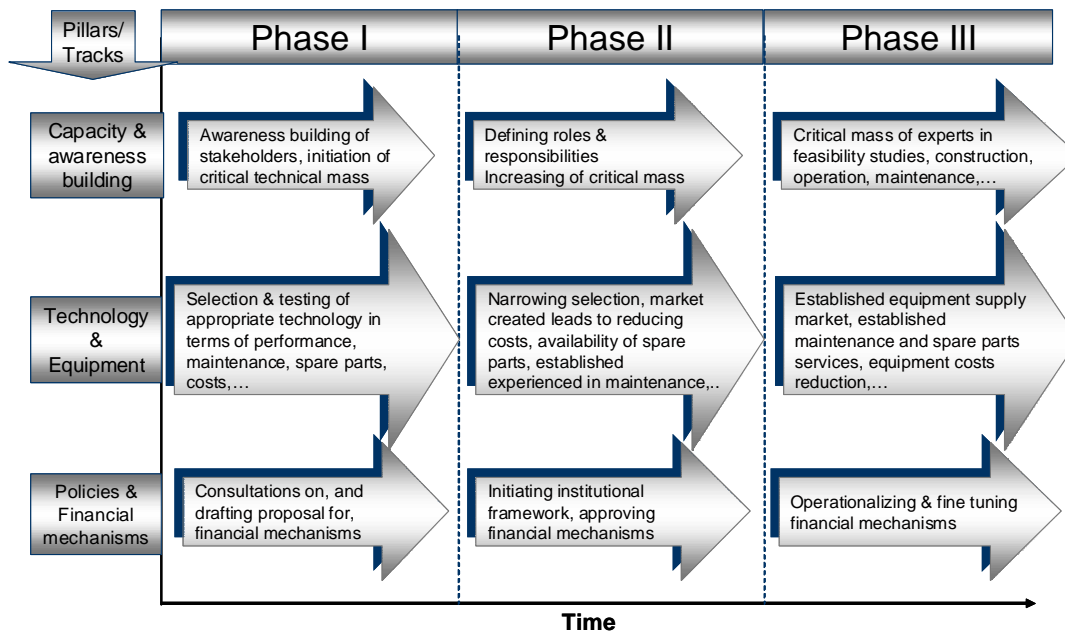 Pillars/
Tracks
Phase I
Phase II
Phase III
Capacity &
awareness
building
Awareness building of
stakeholders, initiation of
critical technical mass
Defining roles &
responsibilities
Increasing of critical mass
Critical mass of experts in
feasibility studies, construction,
operation, maintenance,…
Technology
&
Equipment
Selection & testing of
appropriate technology in
terms of performance,
maintenance, spare parts,
costs,…
Narrowing selection, market
created leads to reducing
costs, availability of spare
parts, established
experienced in maintenance,..
Established equipment supply
market, established
maintenance and spare parts
services, equipment costs
reduction,…
Policies &
Financial
mechanisms
Consultations on, and
drafting proposal for,
financial mechanisms
Initiating institutional
framework, approving
financial mechanisms
Operationalizing & fine tuning
financial mechanisms
Time